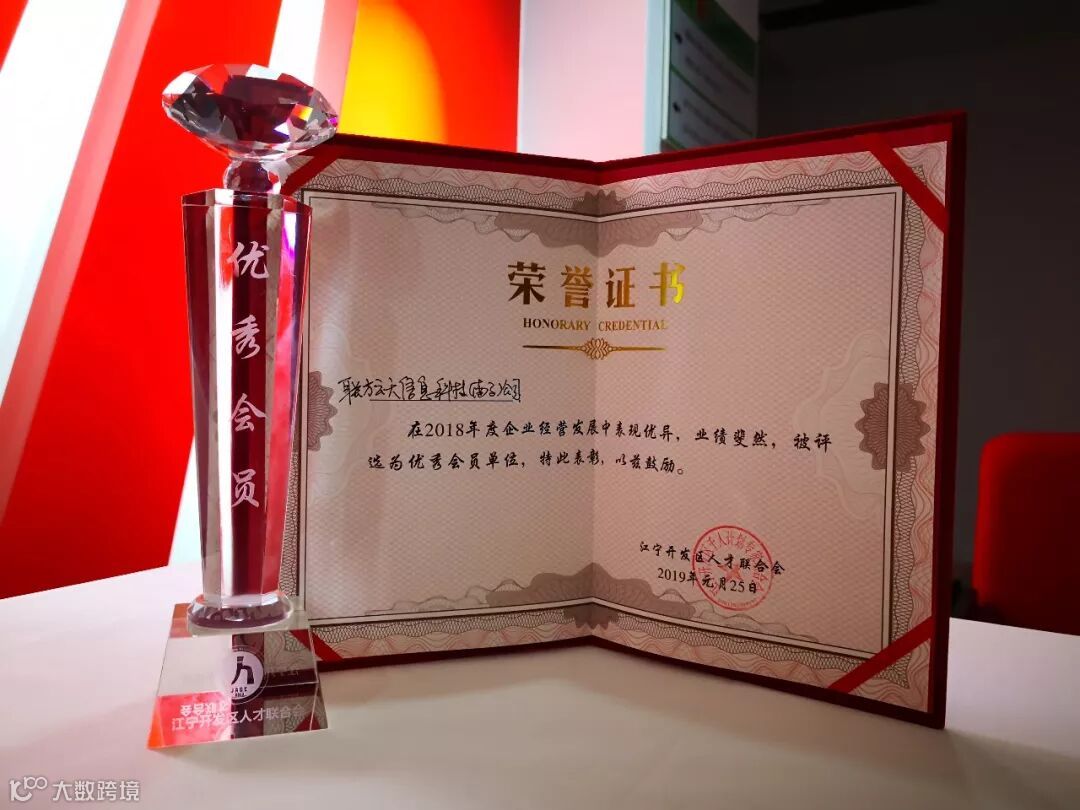 优秀会员
江宁开发区人才联合会
荣誉证书
HONORARY CREDENTIAL
联方云天信息科技(南京)公司
在2018年度企业经营发展中表现优异，业绩斐然，被评
选为优秀会员单位，特此表彰，以兹鼓励。
江宁开发区人才联合会
2019年元月25日
大数跨境